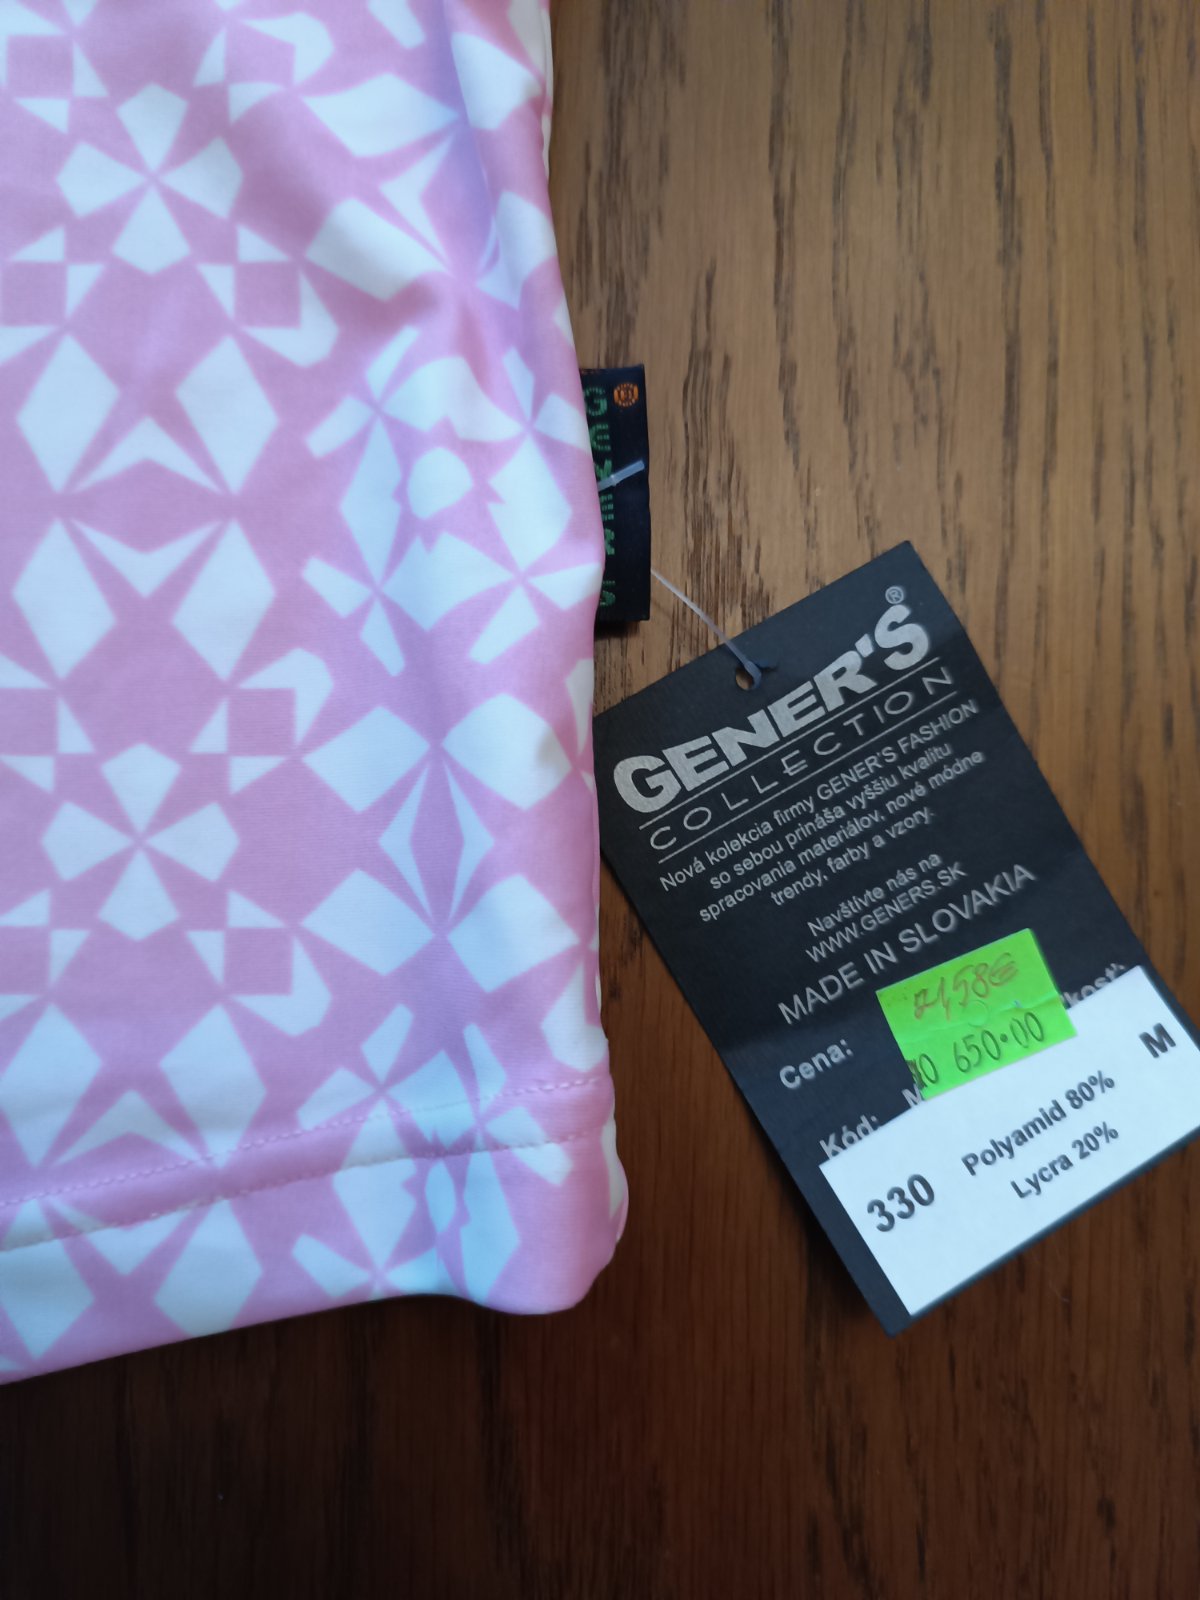 GENER'S®
COLLECTION
Nová kolekcia firmy GENER'S FASHION
so sebou prináša vyššiu kvalitu
spracovania materiálov, nové módne
trendy, farby a vzory.
Navštívte nás na
WWW.GENERS.SK
MADE IN SLOVAKIA
Cena:
650.00
Kód:
M
330
Polyamid 80%
Lycra 20%